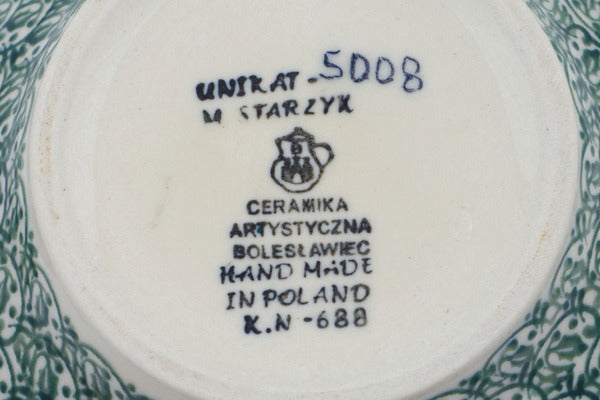 UNIKAT - 5008
M STARZYK
CERAMIKA
ARTYSTYCZNA
BOLESŁAWIEC
HAND MADE
IN POLAND
K.N - 688